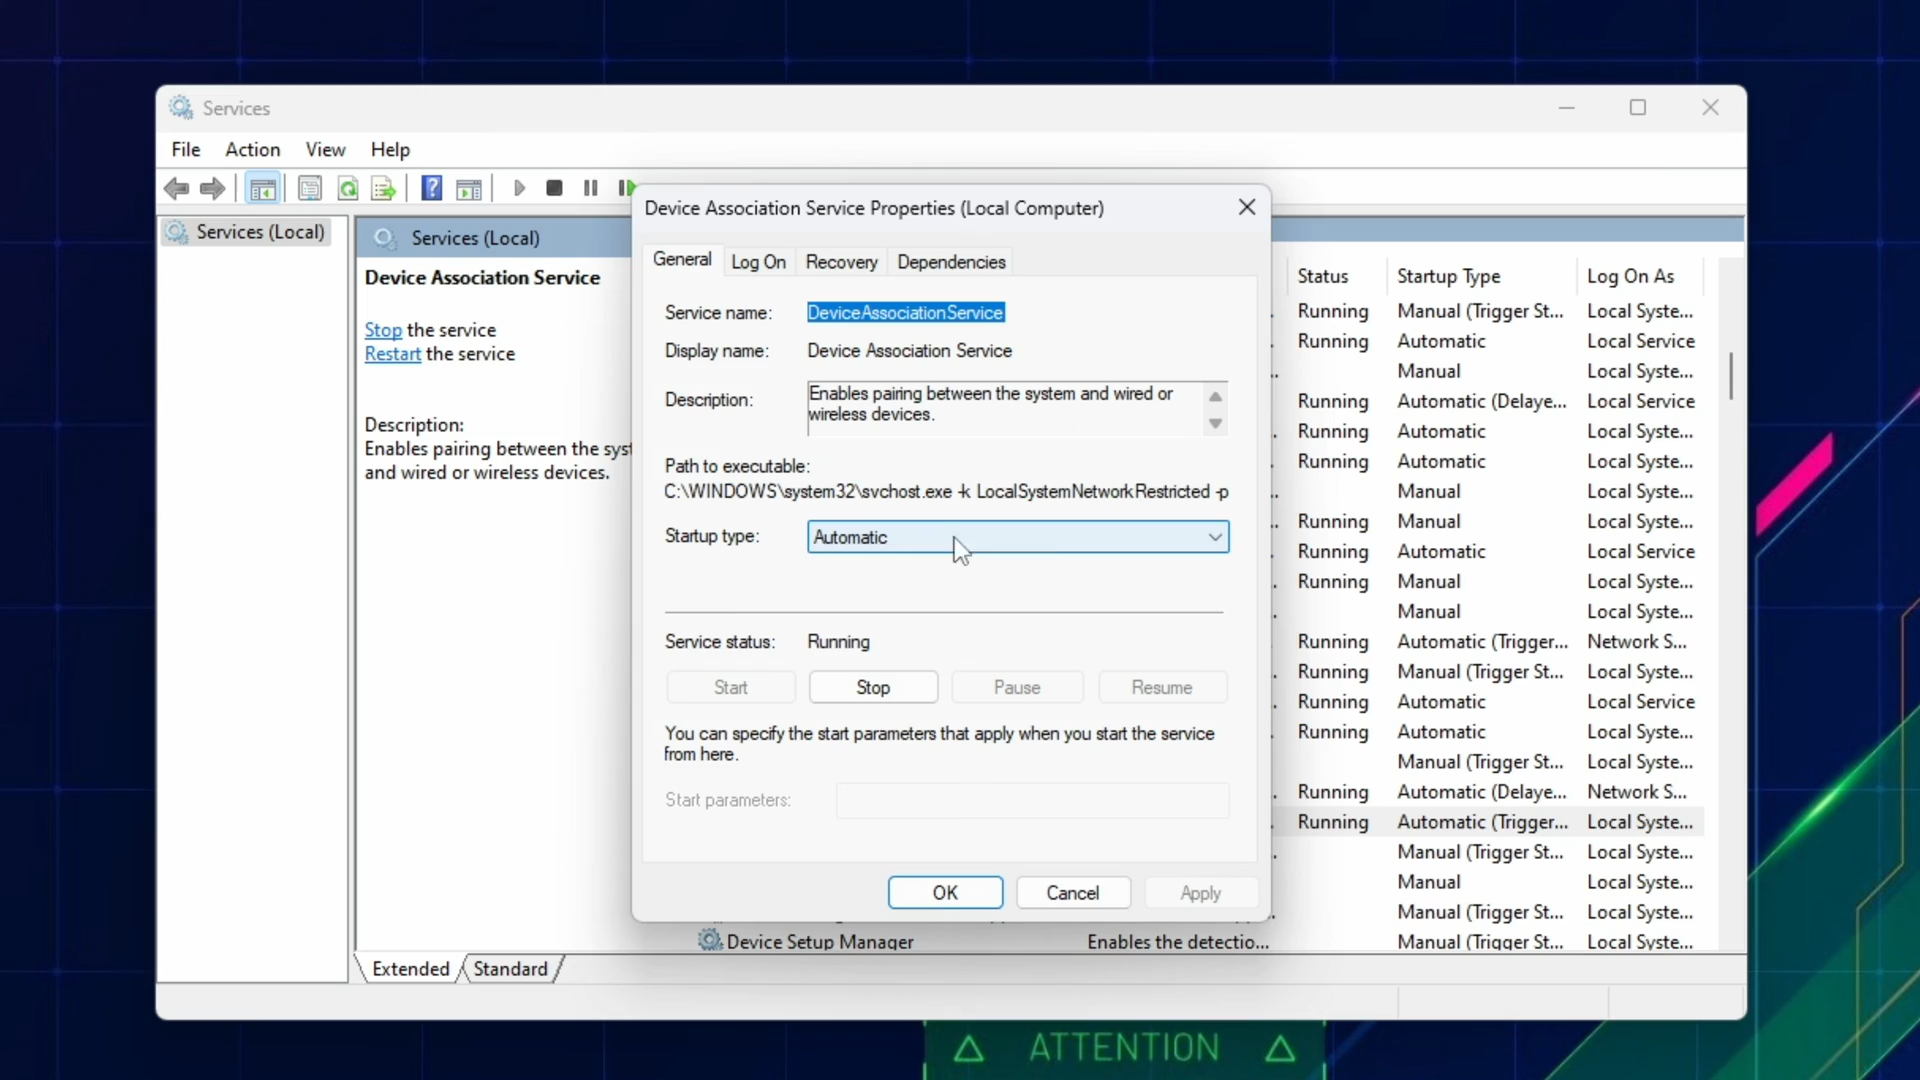 Services
File Action View Help
Services (Local)
Services (Local)
Device Association Service
Stop the service
Restart the service
Description:
Enables pairing between the syst
and wired or wireless devices.
Device Association Service Properties (Local Computer)
General Log On Recovery Dependencies
Service name: DeviceAssociationService
Display name: Device Association Service
Description: Enables pairing between the system and wired or
wireless devices.
Path to executable:
C:\WINDOWS\system32\svchost.exe -k LocalSystemNetworkRestricted -p
Startup type: Automatic
Service status: Running
Start Stop Pause Resume
You can specify the start parameters that apply when you start the service
from here.
Start parameters:
OK Cancel Apply
Status Startup Type Log On As
Running Manual (Trigger St... Local Syste...
Running Automatic Local Service
Manual Local Syste...
Running Automatic (Delaye... Local Service
Running Automatic Local Syste...
Running Automatic Local Syste...
Manual Local Syste...
Running Manual Local Syste...
Running Automatic Local Service
Running Manual Local Syste...
Manual Local Syste...
Running Automatic (Trigger... Network S...
Running Manual (Trigger St... Local Syste...
Running Automatic Local Service
Running Automatic Local Syste...
Manual (Trigger St... Local Syste...
Running Automatic (Delaye... Network S...
Running Automatic (Trigger... Local Syste...
Manual (Trigger St... Local Syste...
Manual Local Syste...
Manual (Trigger St... Local Syste...
Device Setup Manager Enables the detectio... Manual (Trigger St... Local Syste...
Extended Standard
ATTENTION